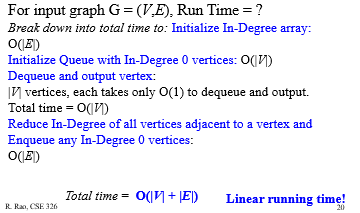 For input graph G = (V,E), Run Time = ?
Break down into total time to: Initialize In-Degree array:
O(|E|)
Initialize Queue with In-Degree 0 vertices: O(|V|)
Dequeue and output vertex:
|V| vertices, each takes only O(1) to dequeue and output.
Total time = O(|V|)
Reduce In-Degree of all vertices adjacent to a vertex and
Enqueue any In-Degree 0 vertices:
O(|E|)
Total time = O(|V| + |E|) Linear running time!
R. Rao, CSE 326 20